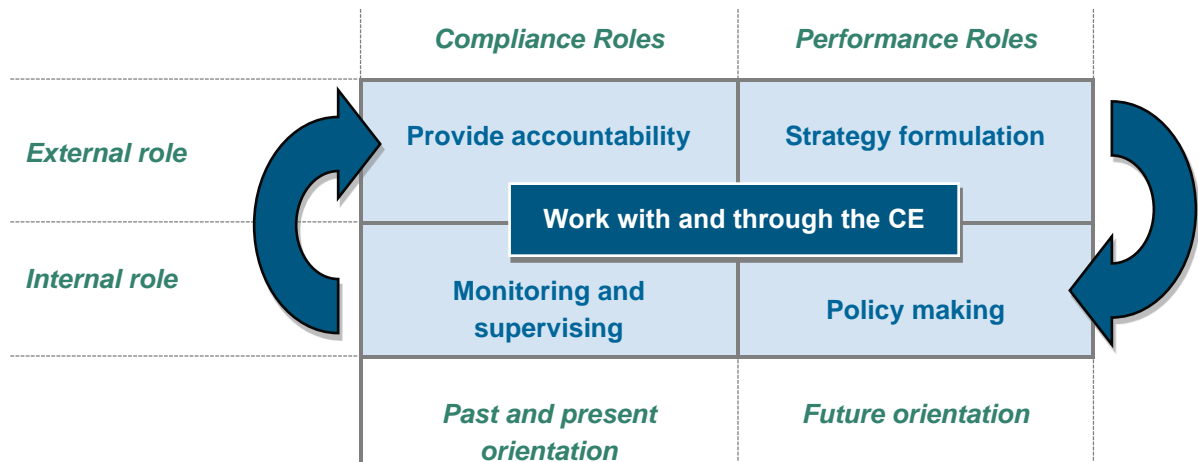 Compliance Roles
Performance Roles
External role
Provide accountability
Strategy formulation
Work with and through the CE
Internal role
Monitoring and
supervising
Policy making
Past and present
orientation
Future orientation